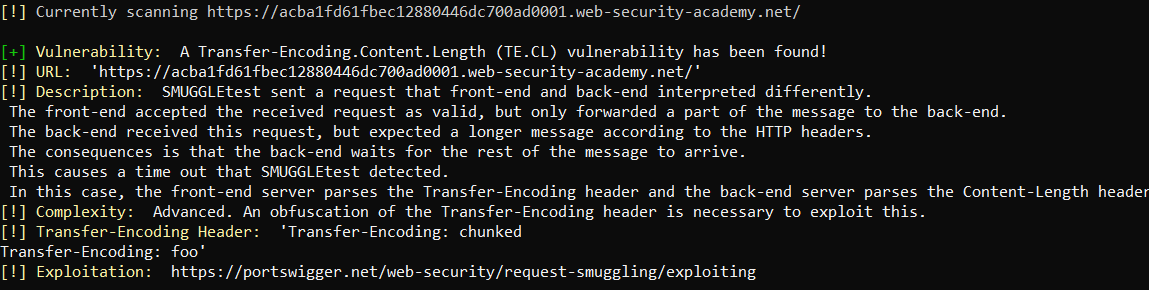 [!] Currently scanning https://acba1fd61fbec12880446dc700ad0001.web-security-academy.net/
[+] Vulnerability:  A Transfer-Encoding.Content.Length (TE.CL) vulnerability has been found!
[!] URL:  'https://acba1fd61fbec12880446dc700ad0001.web-security-academy.net/'
[!] Description:  SMUGGLEtest sent a request that front-end and back-end interpreted differently.
The front-end accepted the received request as valid, but only forwarded a part of the message to the back-end.
The back-end received this request, but expected a longer message according to the HTTP headers.
The consequences is that the back-end waits for the rest of the message to arrive.
This causes a time out that SMUGGLEtest detected.
In this case, the front-end server parses the Transfer-Encoding header and the back-end server parses the Content-Length header
[!] Complexity:  Advanced. An obfuscation of the Transfer-Encoding header is necessary to exploit this.
[!] Transfer-Encoding Header:  'Transfer-Encoding: chunked
Transfer-Encoding: foo'
[!] Exploitation:  https://portswigger.net/web-security/request-smuggling/exploiting